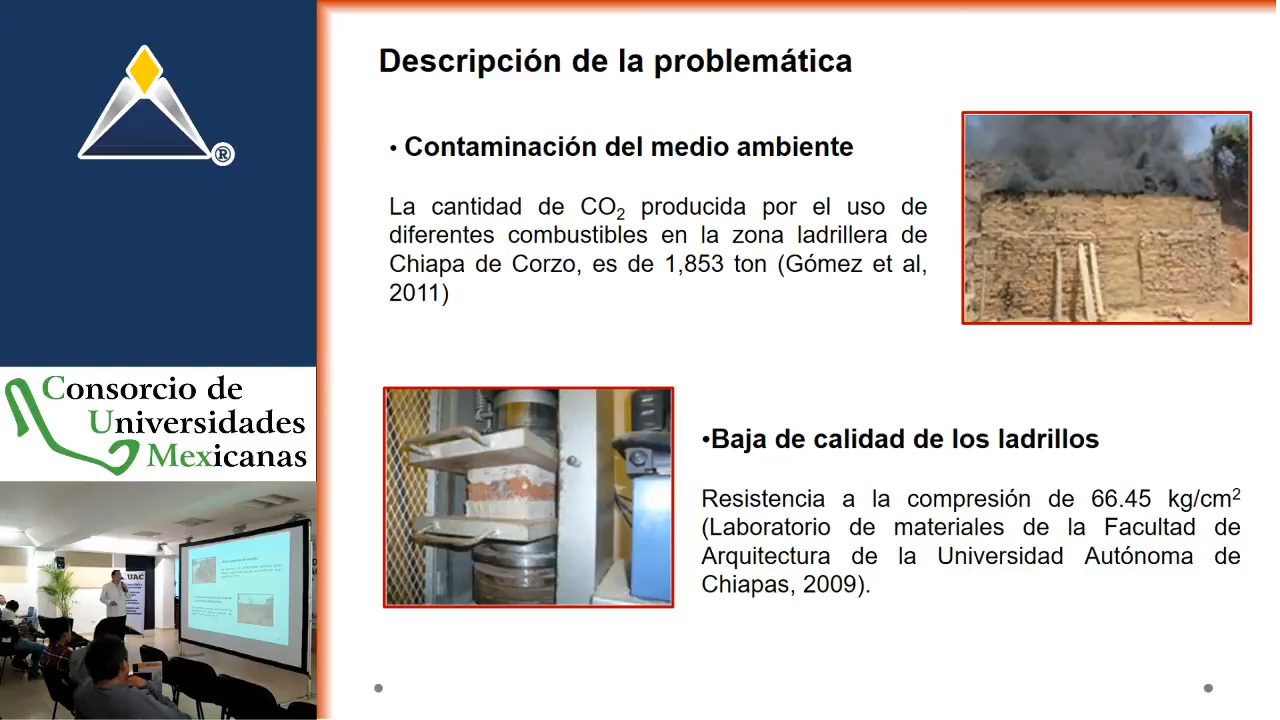 Descripción de la problemática
• Contaminación del medio ambiente
La cantidad de CO₂ producida por el uso de
diferentes combustibles en la zona ladrillera de
Chiapa de Corzo, es de 1,853 ton (Gómez et al,
2011)
•Baja de calidad de los ladrillos
Resistencia a la compresión de 66.45 kg/cm²
(Laboratorio de materiales de la Facultad de
Arquitectura de la Universidad Autónoma de
Chiapas, 2009).
®
Consorcio de
Universidades
Mexicanas
UAC